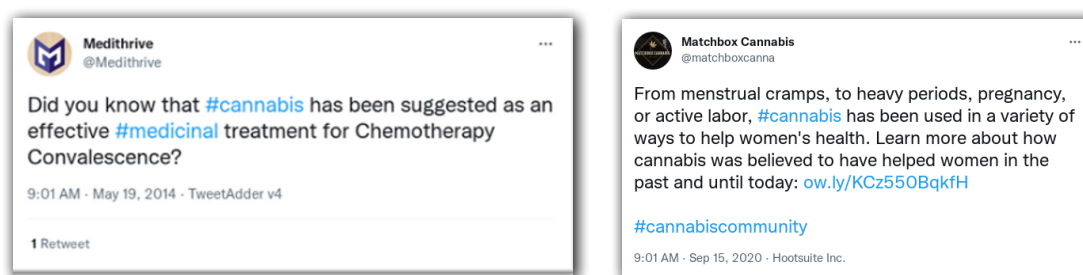 Medithrive
@Medithrive
Did you know that #cannabis has been suggested as an
effective #medicinal treatment for Chemotherapy
Convalescence?
9:01 AM · May 19, 2014 · TweetAdder v4
1 Retweet
Matchbox Cannabis
@matchboxcanna
From menstrual cramps, to heavy periods, pregnancy,
or active labor, #cannabis has been used in a variety of
ways to help women's health. Learn more about how
cannabis was believed to have helped women in the
past and until today: ow.ly/KCz550BqkfH
#cannabiscommunity
9:01 AM · Sep 15, 2020 · Hootsuite Inc.